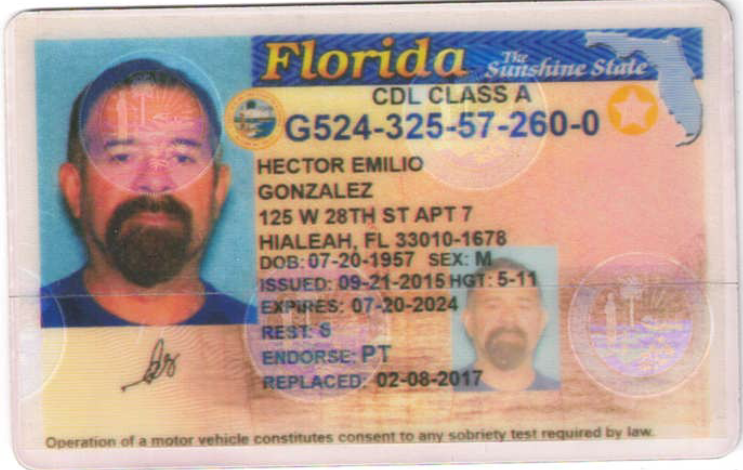 Florida The Sunshine State
CDL CLASS A
G524-325-57-260-0
HECTOR EMILIO
GONZALEZ
125 W 28TH ST APT 7
HIALEAH, FL 33010-1678
DOB: 07-20-1957 SEX: M
ISSUED: 09-21-2015 HGT: 5-11
EXPIRES: 07-20-2024
REST: S
ENDORSE: PT
REPLACED: 02-08-2017
Operation of a motor vehicle constitutes consent to any sobriety test required by law.